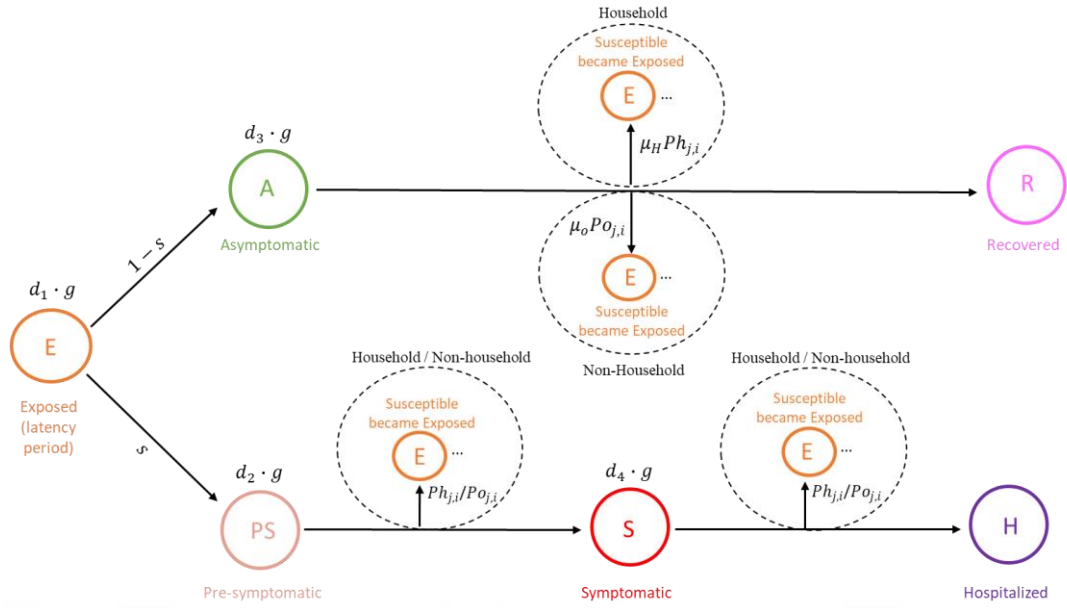 Household
Susceptible
became Exposed
E ...
d₃ · g
μ_H Ph_{j,i}
A
R
Asymptomatic
μ_o Po_{j,i}
Recovered
1 − s
E ...
d₁ · g
Susceptible
became Exposed
E
Household / Non-household
Non-Household
Household / Non-household
Exposed
(latency
period)
Susceptible
became Exposed
Susceptible
became Exposed
s
E ...
E ...
d₂ · g
Ph_{j,i}/Po_{j,i}
d₄ · g
Ph_{j,i}/Po_{j,i}
PS
S
H
Pre-symptomatic
Symptomatic
Hospitalized